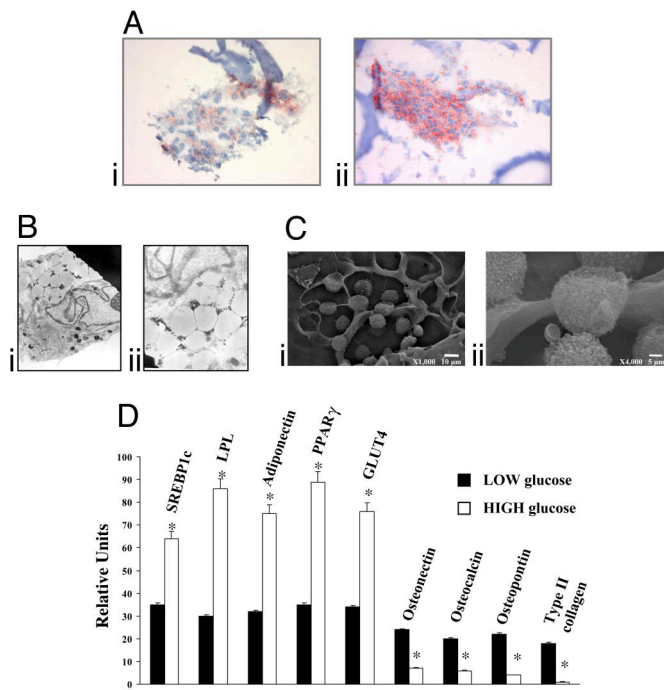 A
i
ii
B
i
ii
C
i
X1,000 10 μm
ii
X4,000 5 μm
D
Relative Units
100
90
80
70
60
50
40
30
20
10
0
SREBP1c
LPL
Adiponectin
PPARγ
GLUT4
Osteonectin
Osteocalcin
Osteopontin
Type II
collagen
* * * * * * * * *
LOW glucose
HIGH glucose